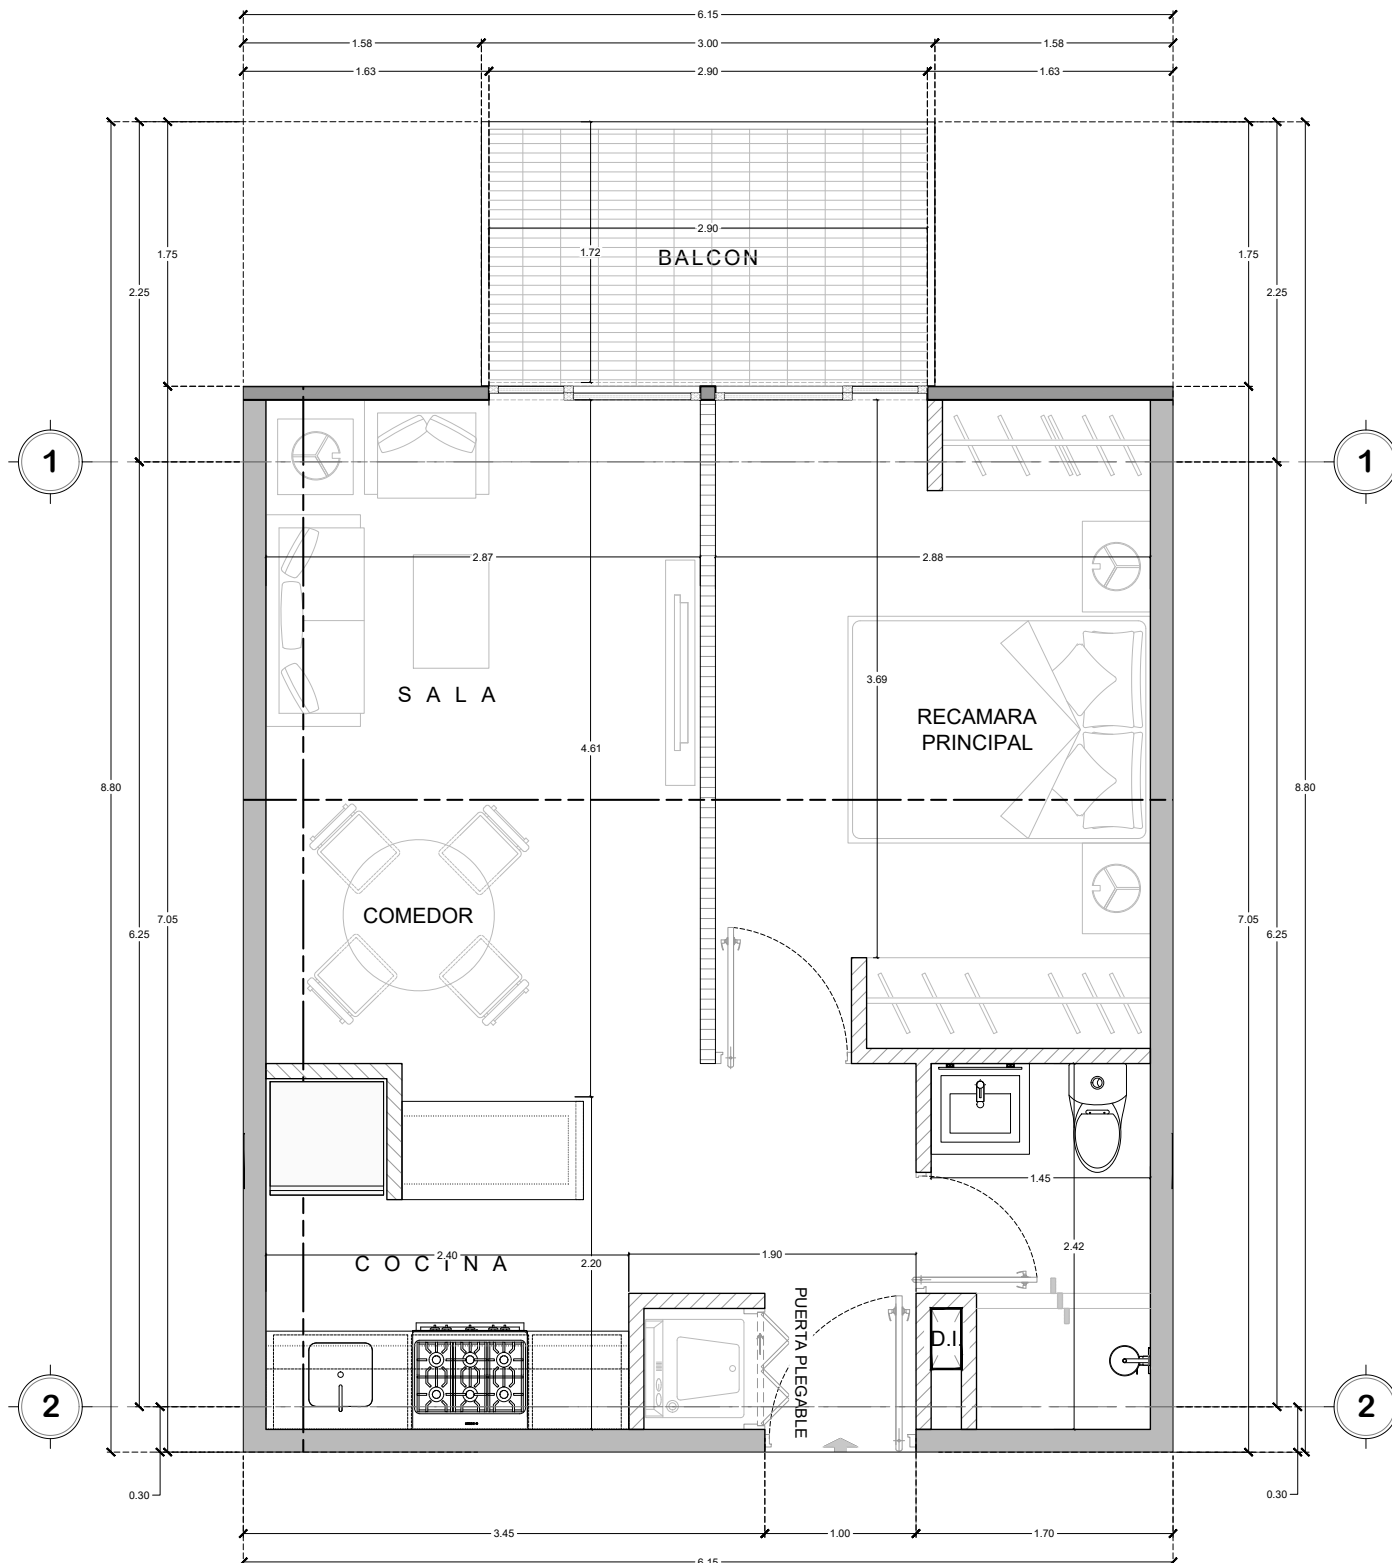 6.15
1.58 3.00 1.58
1.63 2.90 1.63
2.90
1.72
BALCON
1.75 1.75
2.25 2.25
1 1
2.87 2.88
3.69
S A L A
RECAMARA
PRINCIPAL
4.61
8.80 8.80
COMEDOR
7.05 7.05
6.25 6.25
1.45
2.42
2.40 1.90
C O C I N A
2.20
PUERTA PLEGABLE
D.I.
2 2
0.30 0.30
3.45 1.00 1.70
6.15